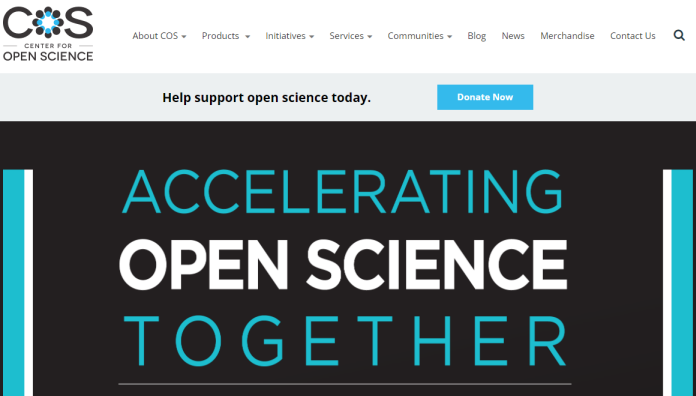 COS
CENTER FOR
OPEN SCIENCE
About COS Products Initiatives Services Communities Blog News Merchandise Contact Us
Help support open science today. Donate Now
ACCELERATING
OPEN SCIENCE
TOGETHER